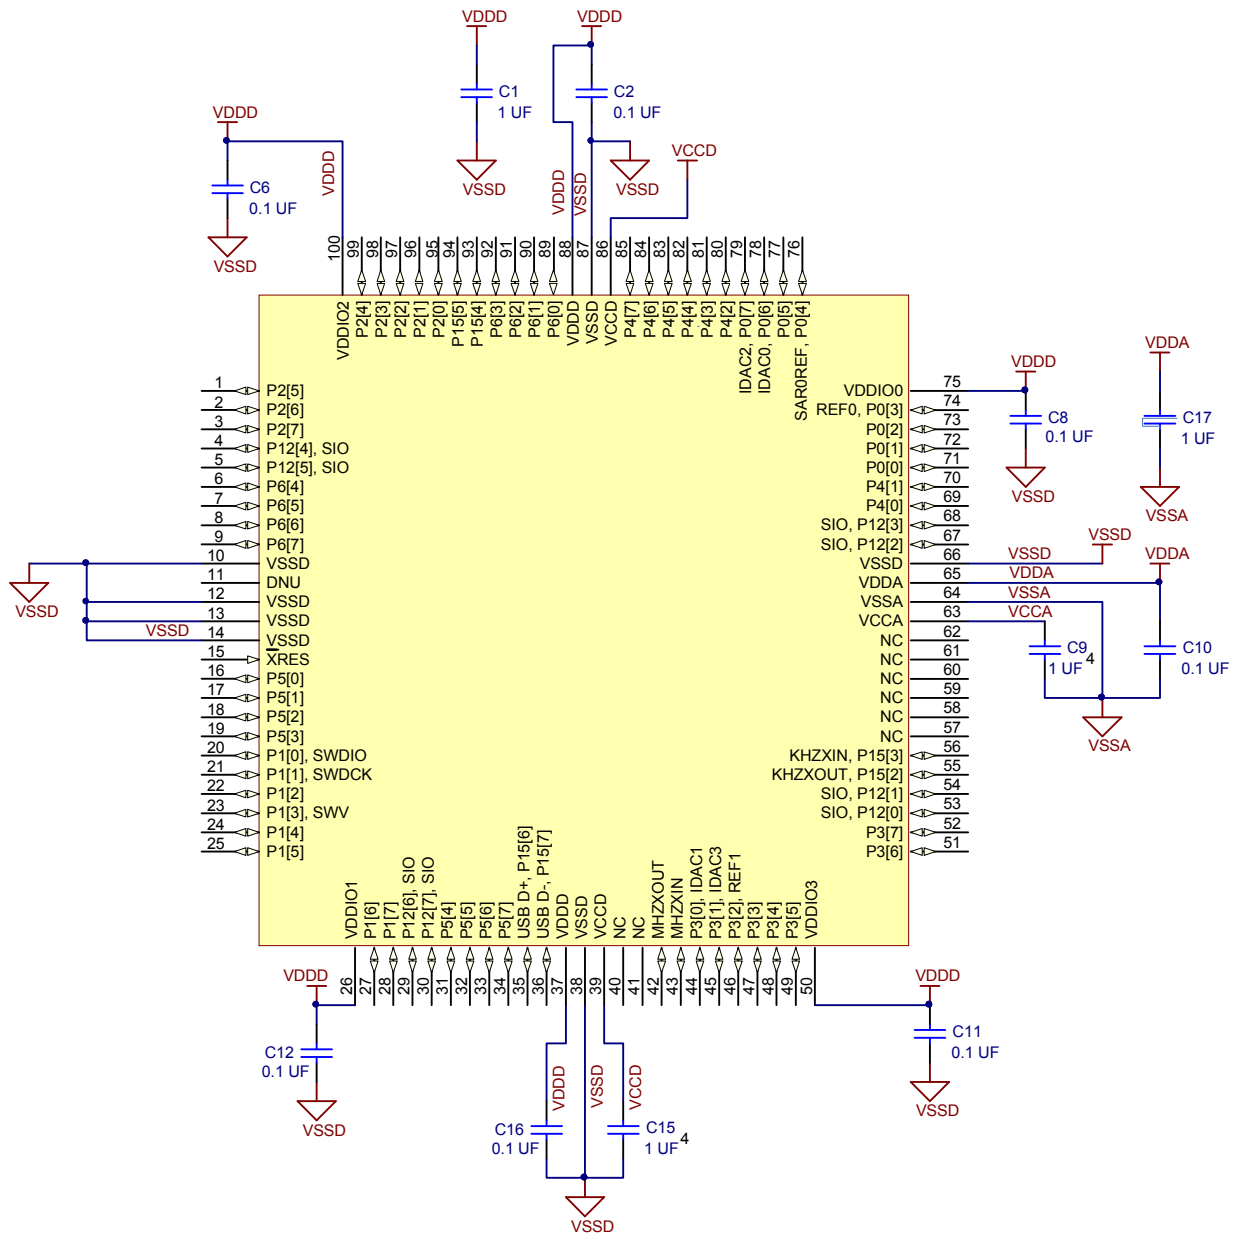 VDDD
VDDD
C1
1 UF
C2
0.1 UF
VDDD
C6
0.1 UF
VSSD
VDDD
VSSD
VSSD
VCCD
VDDD
VSSD
100
99
98
97
96
95
94
93
92
91
90
89
88
87
86
85
84
83
82
81
80
79
78
77
76
VDDIO2
P2[4]
P2[3]
P2[2]
P2[1]
P2[0]
P15[5]
P15[4]
P6[3]
P6[2]
P6[1]
P6[0]
VDDD
VSSD
VCCD
P4[7]
P4[6]
P4[5]
P4[4]
P4[3]
P4[2]
IDAC2, P0[7]
IDAC0, P0[6]
P0[5]
SAR0REF, P0[4]
1 P2[5]
2 P2[6]
3 P2[7]
4 P12[4], SIO
5 P12[5], SIO
6 P6[4]
7 P6[5]
8 P6[6]
9 P6[7]
10 VSSD
11 DNU
12 VSSD
13 VSSD
VSSD 14 VSSD
15 XRES
16 P5[0]
17 P5[1]
18 P5[2]
19 P5[3]
20 P1[0], SWDIO
21 P1[1], SWDCK
22 P1[2]
23 P1[3], SWV
24 P1[4]
25 P1[5]
VSSD
VDDIO0 75
REF0, P0[3] 74
P0[2] 73
P0[1] 72
P0[0] 71
P4[1] 70
P4[0] 69
SIO, P12[3] 68
SIO, P12[2] 67
VSSD 66 VSSD
VDDA 65 VDDA
VSSA 64 VSSA
VCCA 63 VCCA
NC 62
NC 61
NC 60
NC 59
NC 58
NC 57
KHZXIN, P15[3] 56
KHZXOUT, P15[2] 55
SIO, P12[1] 54
SIO, P12[0] 53
P3[7] 52
P3[6] 51
VDDD
C8
0.1 UF
VSSD
VDDA
C17
1 UF
VSSA
VSSD
VDDA
C9
1 UF 4
C10
0.1 UF
VSSA
VDDIO1
P1[6]
P1[7]
P12[6], SIO
P12[7], SIO
P5[4]
P5[5]
P5[6]
P5[7]
USB D+, P15[6]
USB D-, P15[7]
VDDD
VSSD
VCCD
NC
NC
MHZXOUT
MHZXIN
P3[0], IDAC1
P3[1], IDAC3
P3[2], REF1
P3[3]
P3[4]
P3[5]
VDDIO3
26
27
28
29
30
31
32
33
34
35
36
37
38
39
40
41
42
43
44
45
46
47
48
49
50
VDDD
C12
0.1 UF
VSSD
VDDD
VSSD
VCCD
C16
0.1 UF
C15
1 UF 4
VSSD
VDDD
C11
0.1 UF
VSSD